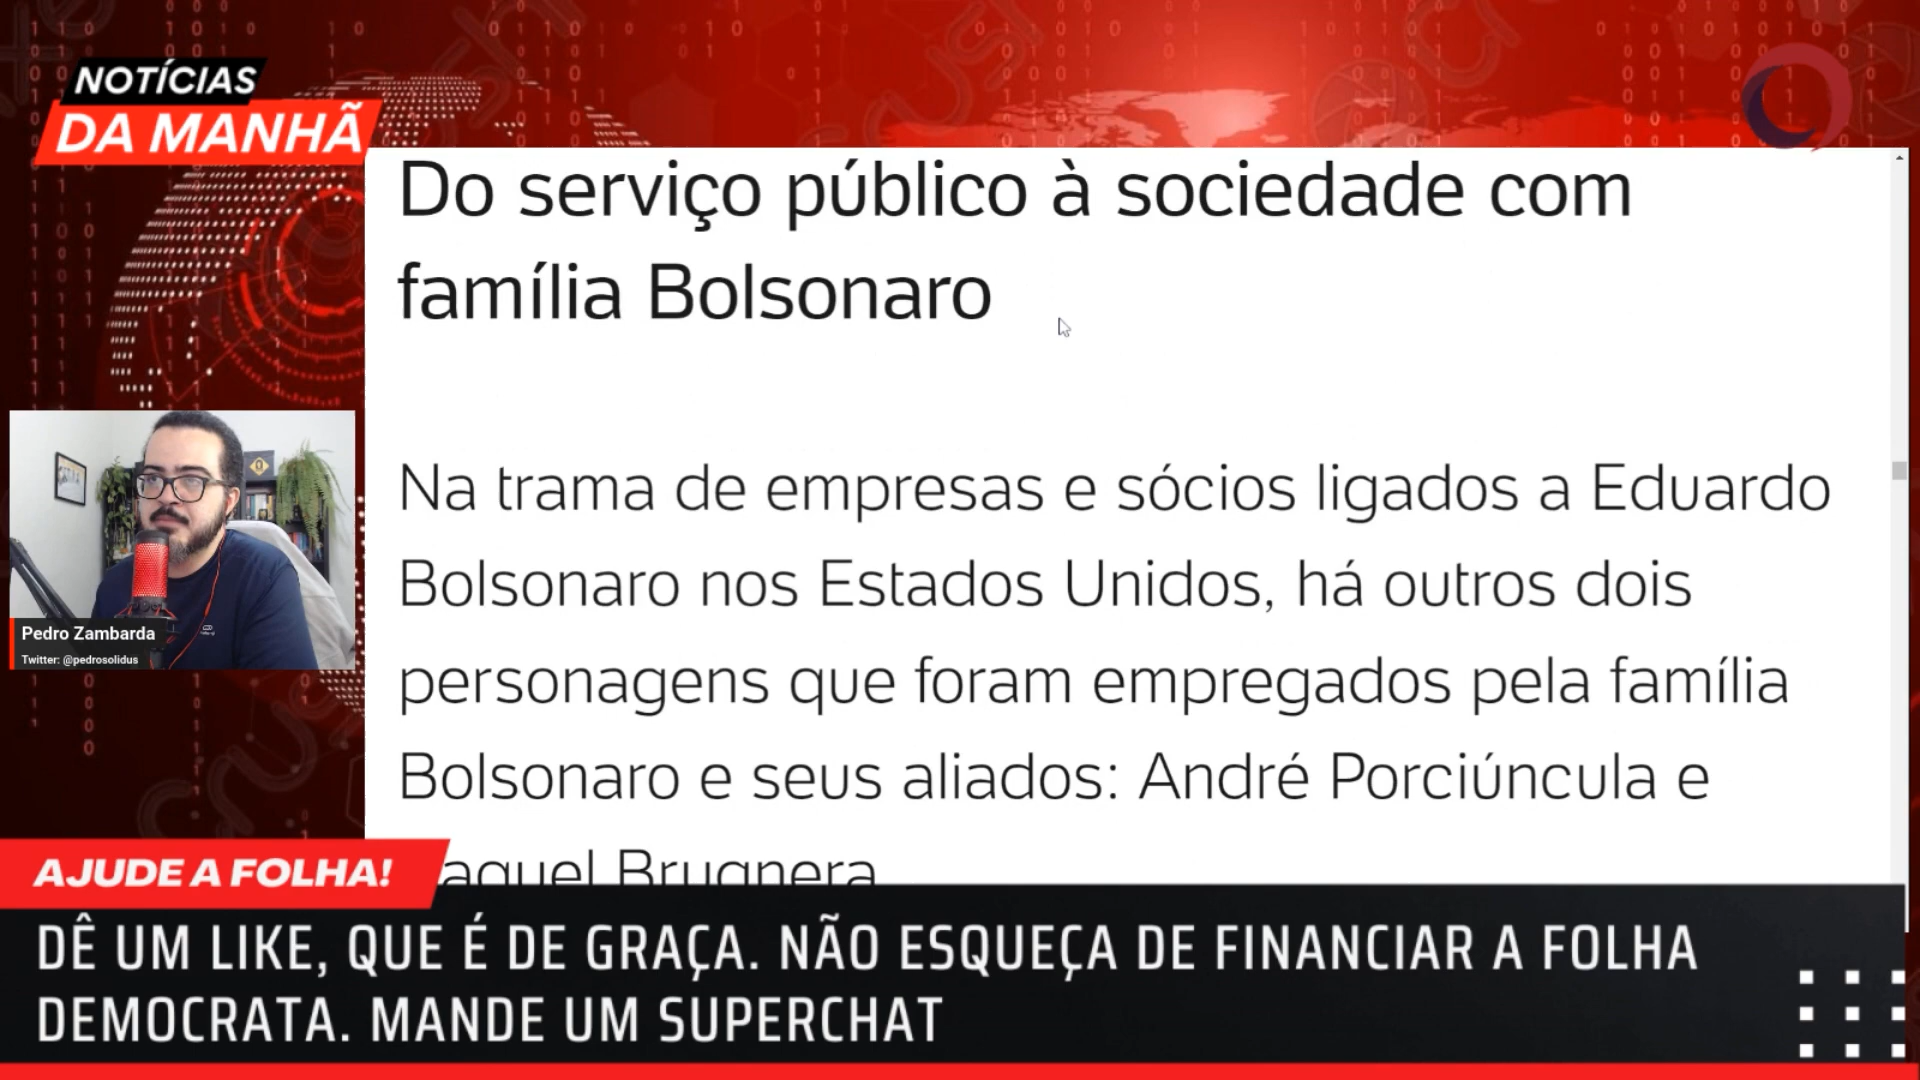 NOTÍCIAS
DA MANHÃ
Do serviço público à sociedade com
família Bolsonaro
Na trama de empresas e sócios ligados a Eduardo
Bolsonaro nos Estados Unidos, há outros dois
personagens que foram empregados pela família
Bolsonaro e seus aliados: André Porciúncula e
aquel Brugnera
Pedro Zambarda
Twitter: @pedrosolidus
AJUDE A FOLHA!
DÊ UM LIKE, QUE É DE GRAÇA. NÃO ESQUEÇA DE FINANCIAR A FOLHA
DEMOCRATA. MANDE UM SUPERCHAT